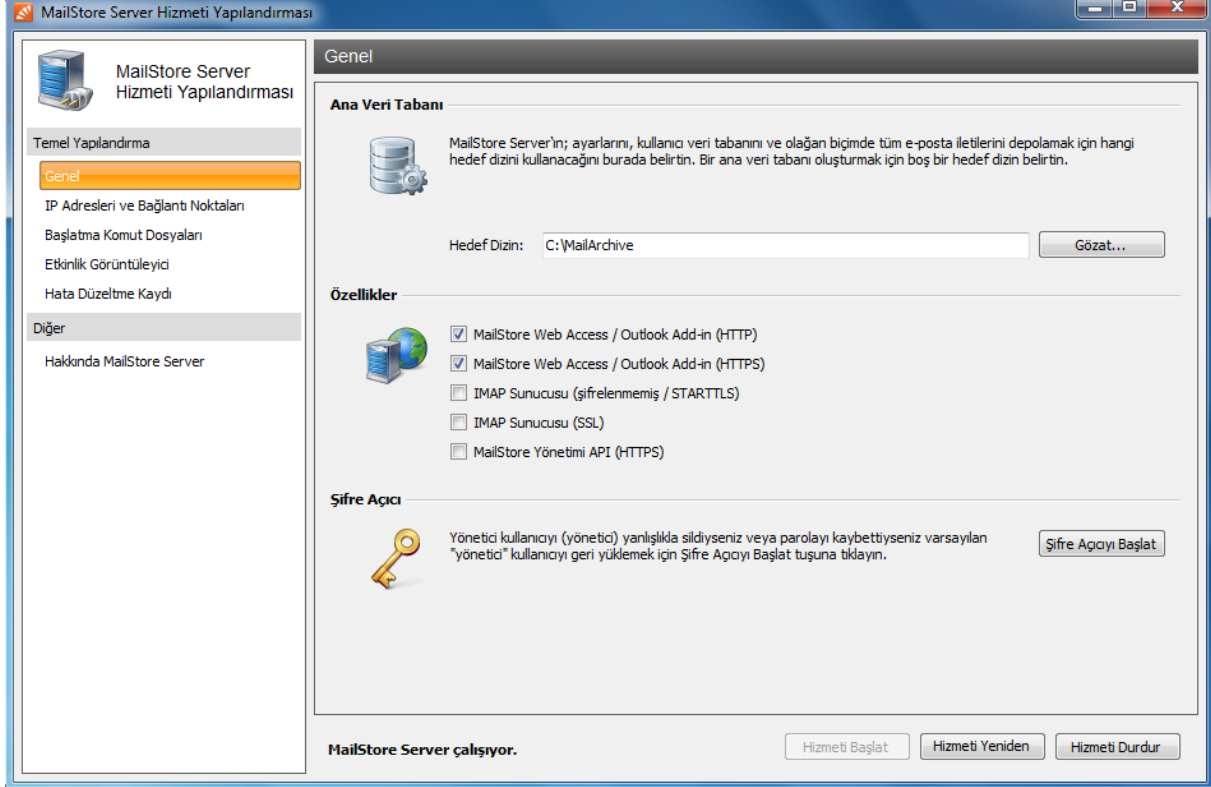 MailStore Server Hizmeti Yapılandırması
MailStore Server
Hizmeti Yapılandırması
Temel Yapılandırma
Genel
IP Adresleri ve Bağlantı Noktaları
Başlatma Komut Dosyaları
Etkinlik Görüntüleyici
Hata Düzeltme Kaydı
Diğer
Hakkında MailStore Server
Genel
Ana Veri Tabanı
MailStore Server'ın; ayarlarını, kullanıcı veri tabanını ve olağan biçimde tüm e-posta iletilerini depolamak için hangi
hedef dizini kullanacağını burada belirtin. Bir ana veri tabanı oluşturmak için boş bir hedef dizin belirtin.
Hedef Dizin: C:\MailArchive Gözat...
Özellikler
MailStore Web Access / Outlook Add-in (HTTP)
MailStore Web Access / Outlook Add-in (HTTPS)
IMAP Sunucusu (şifrelenmemiş / STARTTLS)
IMAP Sunucusu (SSL)
MailStore Yönetimi API (HTTPS)
Şifre Açıcı
Yönetici kullanıcıyı (yönetici) yanlışlıkla sildiyseniz veya parolayı kaybettiyseniz varsayılan
"yönetici" kullanıcıyı geri yüklemek için Şifre Açıcıyı Başlat tuşuna tıklayın.
Şifre Açıcıyı Başlat
MailStore Server çalışıyor.
Hizmeti Başlat Hizmeti Yeniden Hizmeti Durdur